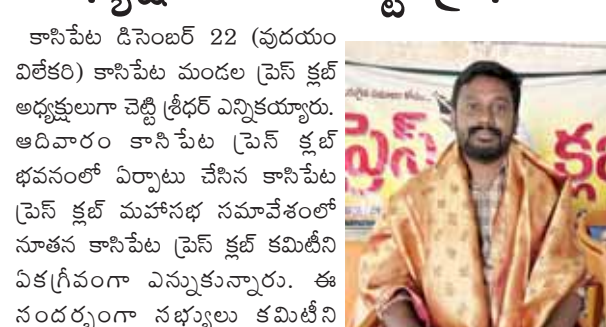 కాసిపేట డిసెంబర్ 22 (వుదయం
విలేకరి) కాసిపేట మండల ప్రెస్ క్లబ్
అధ్యక్షులుగా చెట్టి శ్రీధర్ ఎన్నికయ్యారు.
ఆదివారం కాసిపేట ప్రెస్ క్లబ్
భవనంలో ఏర్పాటు చేసిన కాసిపేట
ప్రెస్ క్లబ్ మహాసభ సమావేశంలో
నూతన కాసిపేట ప్రెస్ క్లబ్ కమిటీని
ఏకగ్రీవంగా ఎన్నుకున్నారు. ఈ
సందర్భంగా సభ్యులు కమిటీని
ప్రెస్ క్ల